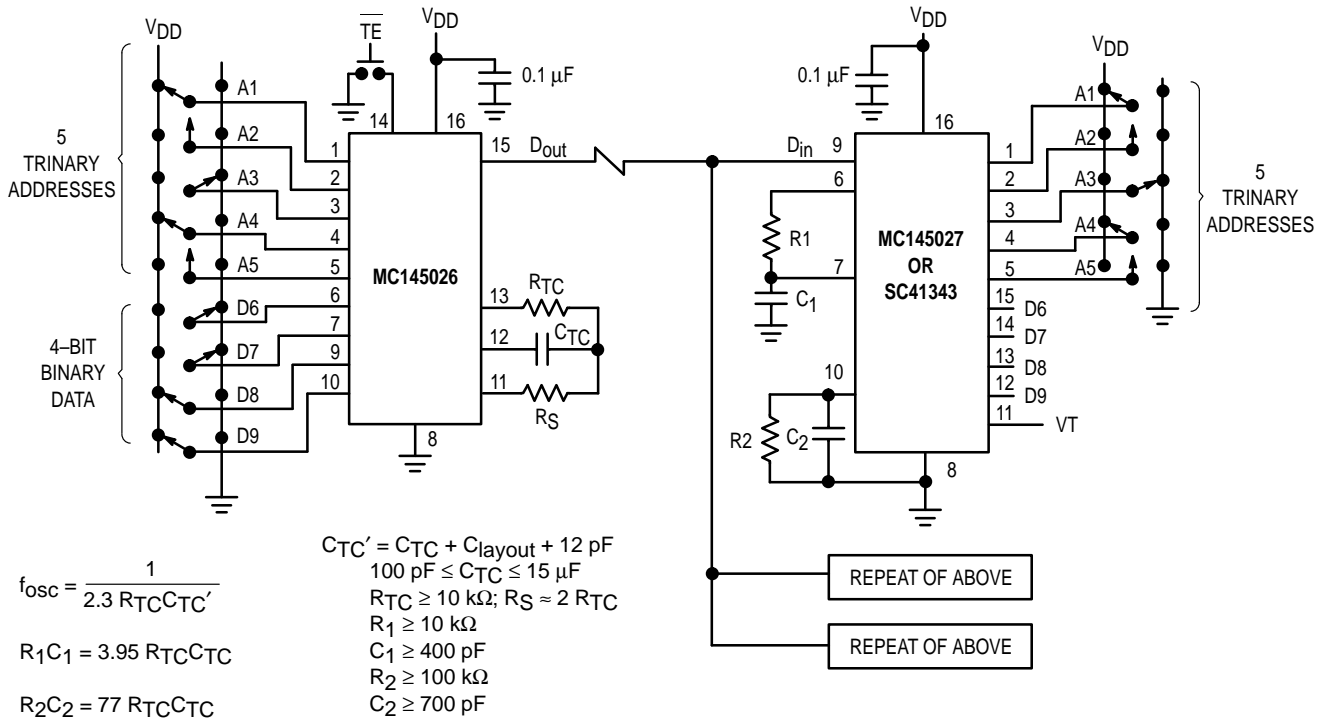 VDD
5
TRINARY
ADDRESSES
4–BIT
BINARY
DATA
A1
A2
A3
A4
A5
D6
D7
D8
D9
TE
VDD
0.1 μF
14
16
1
2
3
4
5
6
7
9
10
MC145026
15
Dout
13
RTC
12
CTC
11
RS
8
VDD
0.1 μF
16
Din
9
6
R1
7
C1
10
R2
C2
MC145027
OR
SC41343
1
2
3
4
5
15
D6
14
D7
13
D8
12
D9
11
VT
8
VDD
A1
A2
A3
A4
A5
5
TRINARY
ADDRESSES
REPEAT OF ABOVE
REPEAT OF ABOVE
fosc = 1 / 2.3 RTCCTC′
R1C1 = 3.95 RTCCTC
R2C2 = 77 RTCCTC
CTC′ = CTC + Clayout + 12 pF
100 pF ≤ CTC ≤ 15 μF
RTC ≥ 10 kΩ; RS ≈ 2 RTC
R1 ≥ 10 kΩ
C1 ≥ 400 pF
R2 ≥ 100 kΩ
C2 ≥ 700 pF